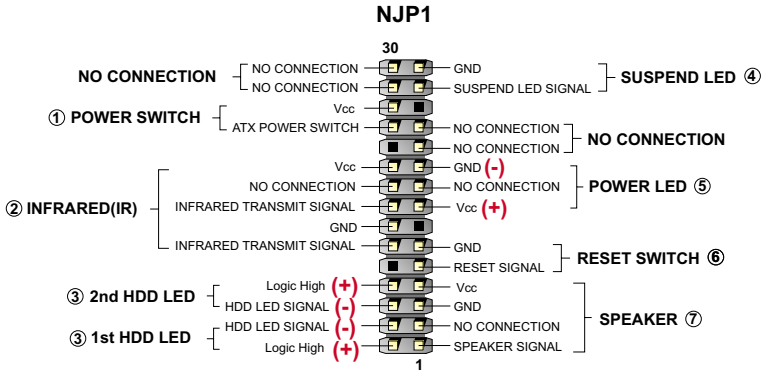 NJP1
30
NO CONNECTION
NO CONNECTION
NO CONNECTION
GND
SUSPEND LED SIGNAL
SUSPEND LED ④
① POWER SWITCH
Vcc
ATX POWER SWITCH
NO CONNECTION
NO CONNECTION
NO CONNECTION
② INFRARED(IR)
Vcc
NO CONNECTION
INFRARED TRANSMIT SIGNAL
GND
INFRARED TRANSMIT SIGNAL
GND (-)
NO CONNECTION
Vcc (+)
POWER LED ⑤
GND
RESET SIGNAL
RESET SWITCH ⑥
③ 2nd HDD LED
Logic High (+)
HDD LED SIGNAL (-)
③ 1st HDD LED
HDD LED SIGNAL (-)
Logic High (+)
Vcc
GND
NO CONNECTION
SPEAKER SIGNAL
SPEAKER ⑦
1